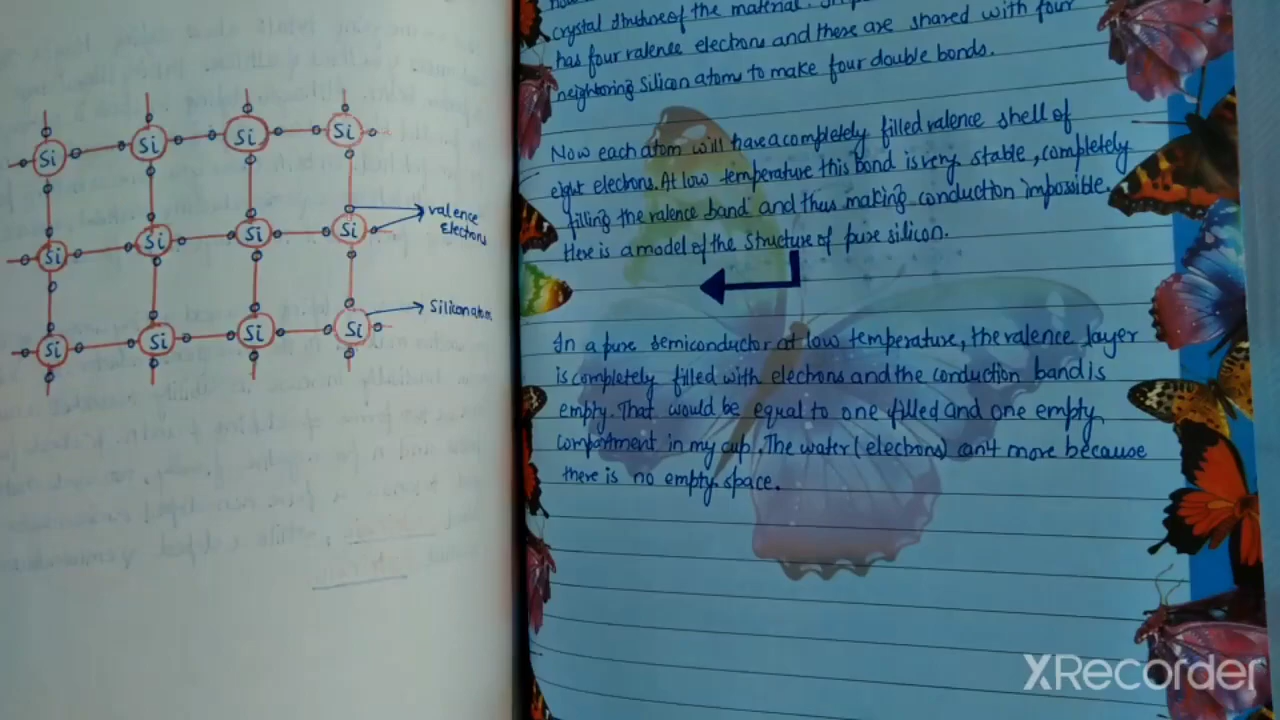 Si Si Si Si
Si Si Si Si
valence
Electrons
Si Si Si Si
Silicon atom
crystal structure of the material.
has four valence electrons and these are shared with four
neighboring silicon atoms to make four double bonds.
Now each atom will have a completely filled valence shell of
eight electrons. At low temperature this bond is very stable, completely
filling the valence band and thus making conduction impossible.
Here is a model of the structure of pure silicon.
In a pure semiconductor at low temperature, the valence layer
is completely filled with electrons and the conduction band is
empty. That would be equal to one filled and one empty
compartment in my cup. The water (electrons) can't move because
there is no empty space.
XRecorder